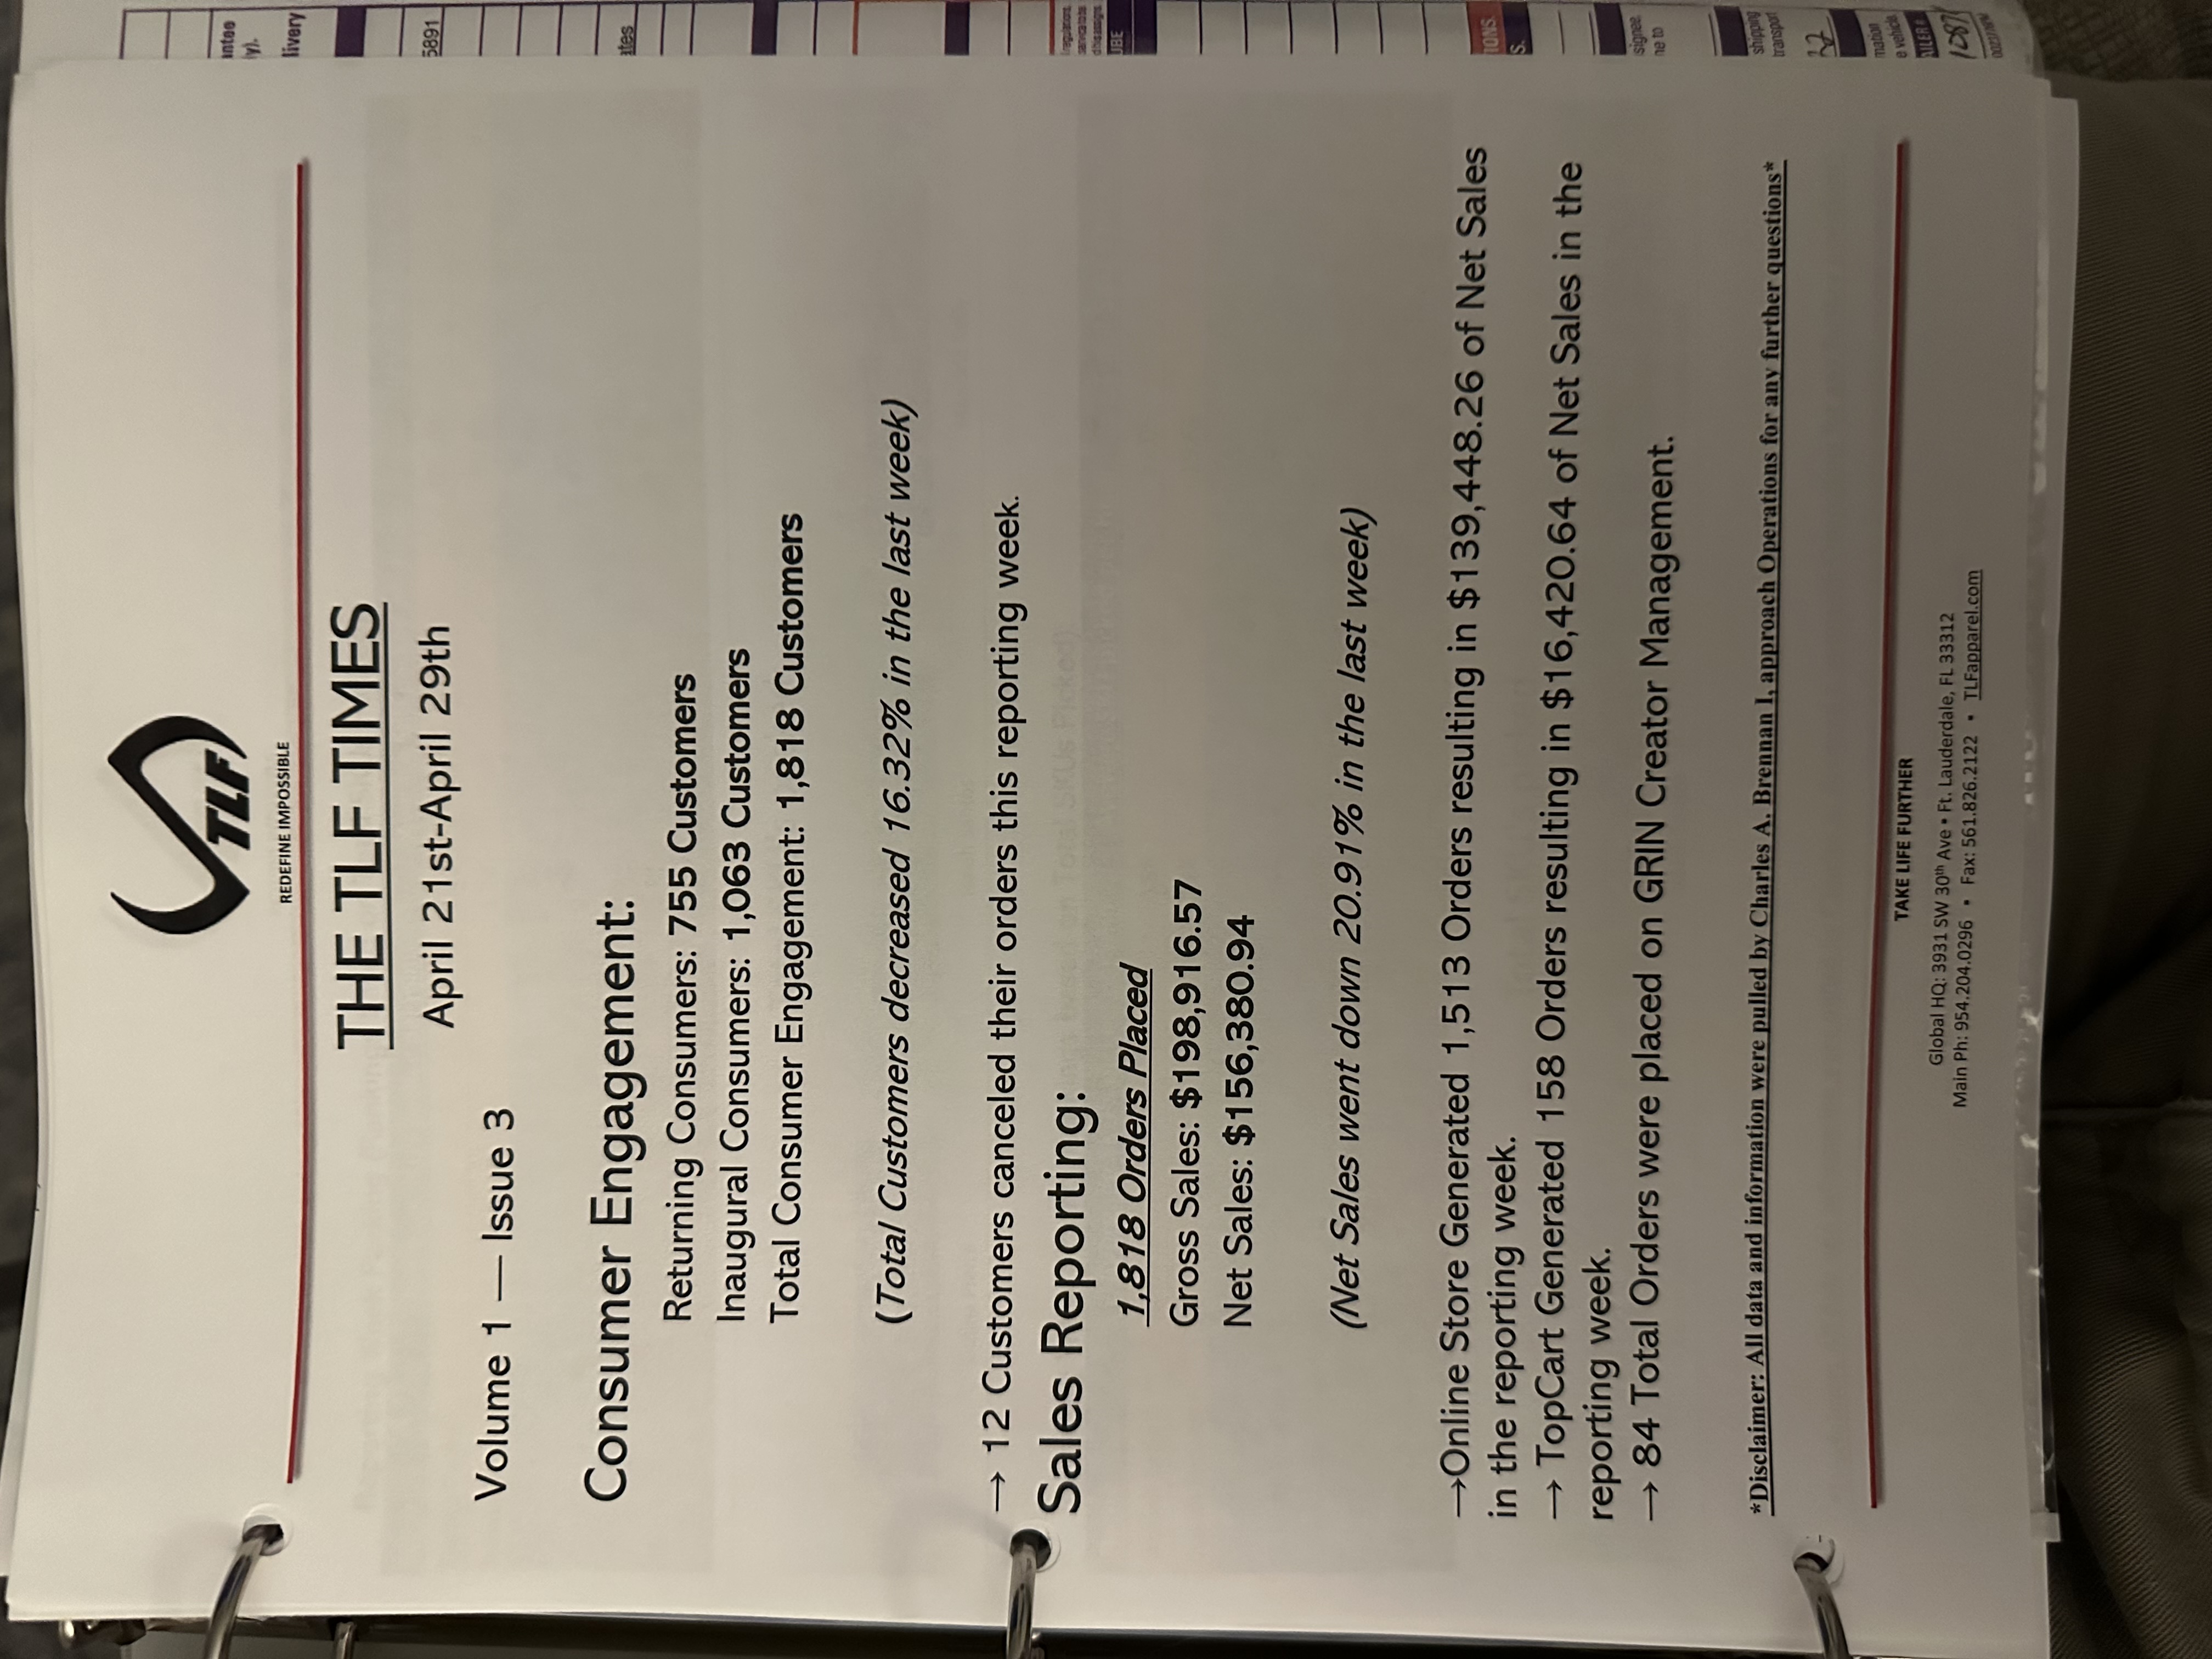 TLF
REDEFINE IMPOSSIBLE
THE TLF TIMES
April 21st-April 29th
Volume 1 — Issue 3
Consumer Engagement:
Returning Consumers: 755 Customers
Inaugural Consumers: 1,063 Customers
Total Consumer Engagement: 1,818 Customers
(Total Customers decreased 16.32% in the last week)
→ 12 Customers canceled their orders this reporting week.
Sales Reporting:
1,818 Orders Placed
Gross Sales: $198,916.57
Net Sales: $156,380.94
(Net Sales went down 20.91% in the last week)
→Online Store Generated 1,513 Orders resulting in $139,448.26 of Net Sales
in the reporting week.
→ TopCart Generated 158 Orders resulting in $16,420.64 of Net Sales in the
reporting week.
→ 84 Total Orders were placed on GRIN Creator Management.
*Disclaimer: All data and information were pulled by Charles A. Brennan I, approach Operations for any further questions*
TAKE LIFE FURTHER
Global HQ: 3931 SW 30th Ave • Ft. Lauderdale, FL 33312
Main Ph: 954.204.0296 • Fax: 561.826.2122 • TLFapparel.com
livery
5891
shipping
transport